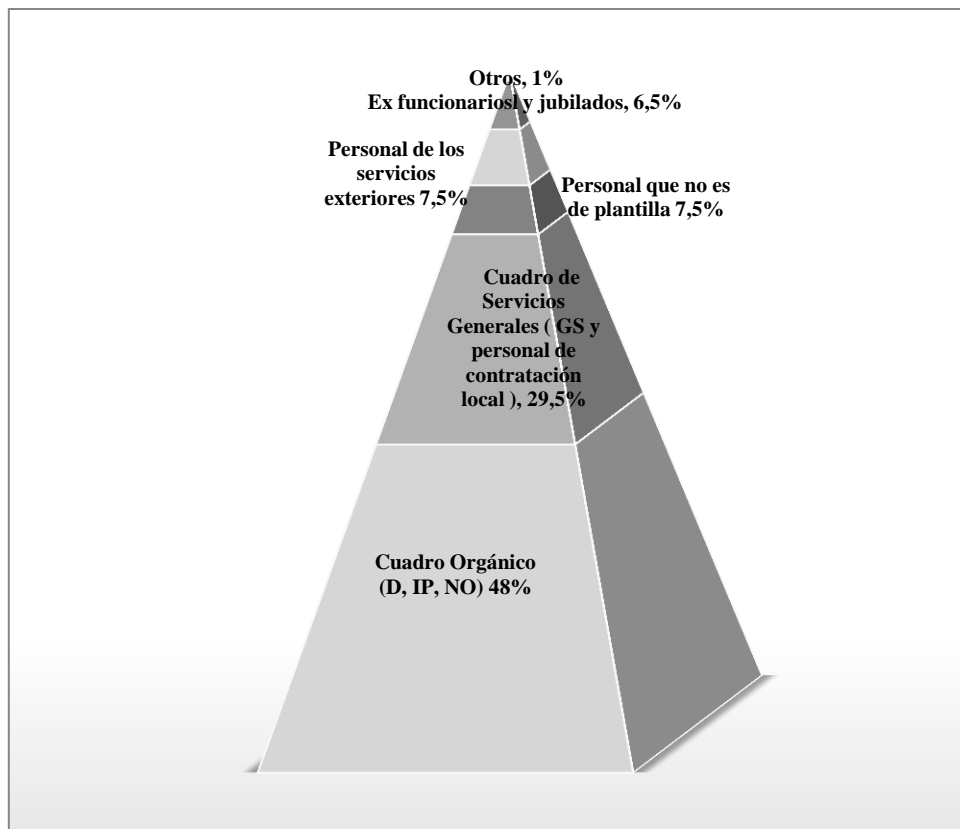 Otros, 1%
Ex funcionariosl y jubilados, 6,5%
Personal de los
servicios
exteriores 7,5%
Personal que no es
de plantilla 7,5%
Cuadro de
Servicios
Generales ( GS y
personal de
contratación
local ), 29,5%
Cuadro Orgánico
(D, IP, NO) 48%